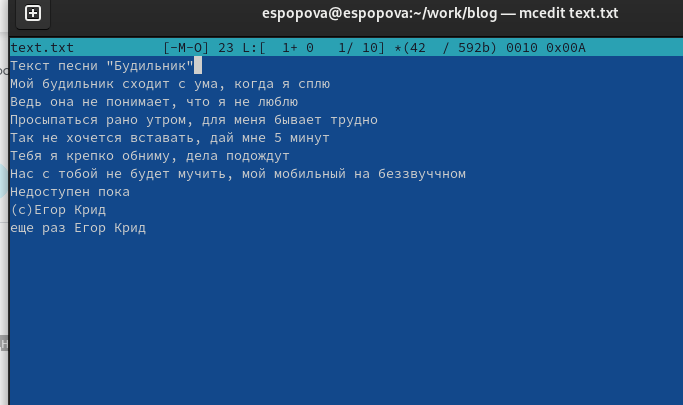 espopova@espopova:~/work/blog — mcedit text.txt
text.txt [-M-O] 23 L:[ 1+ 0 1/ 10] *(42 / 592b) 0010 0x00A
Текст песни "Будильник"
Мой будильник сходит с ума, когда я сплю
Ведь она не понимает, что я не люблю
Просыпаться рано утром, для меня бывает трудно
Так не хочется вставать, дай мне 5 минут
Тебя я крепко обниму, дела подождут
Нас с тобой не будет мучить, мой мобильный на беззвуччном
Недоступен пока
(с)Егор Крид
еще раз Егор Крид